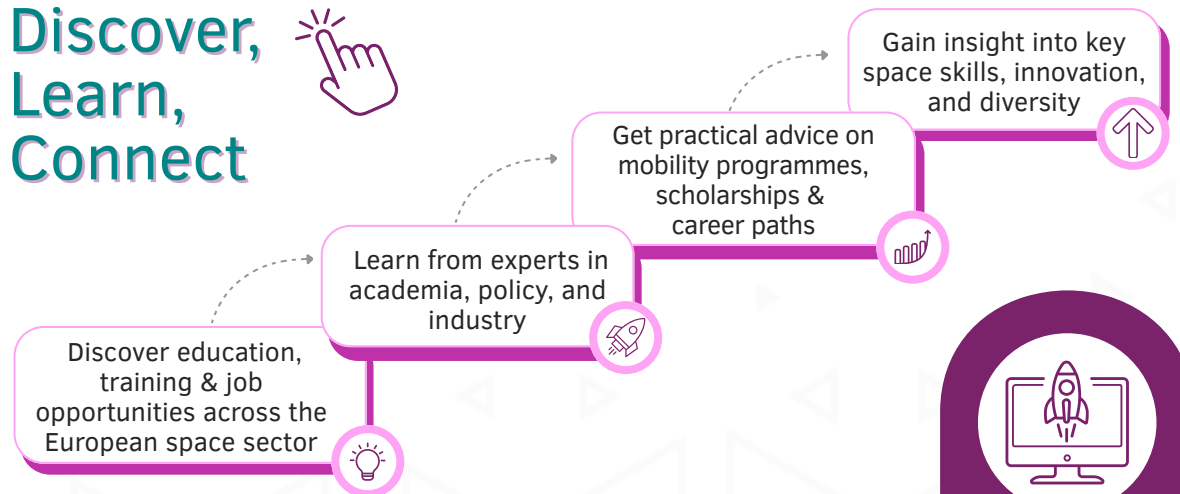 Discover,
Learn,
Connect
Discover education,
training & job
opportunities across the
European space sector
Learn from experts in
academia, policy, and
industry
Get practical advice on
mobility programmes,
scholarships &
career paths
Gain insight into key
space skills, innovation,
and diversity